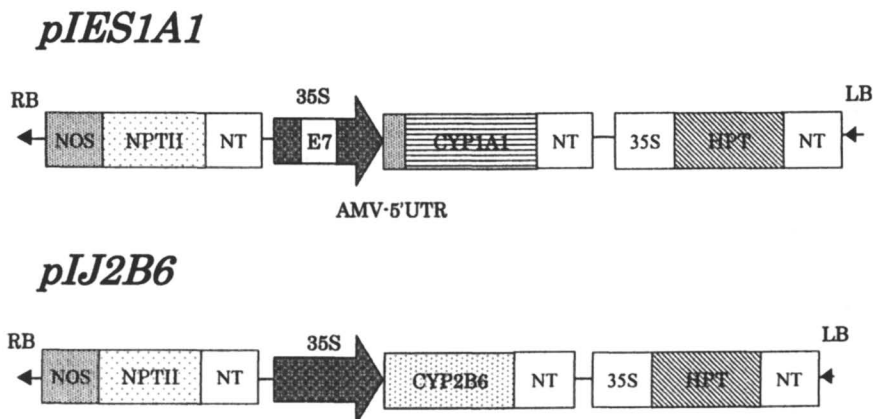 pIES1A1
RB 35S LB
NOS NPTII NT E7 CYP1A1 NT 35S HPT NT
AMV-5'UTR
pIJ2B6
RB 35S LB
NOS NPTII NT CYP2B6 NT 35S HPT NT